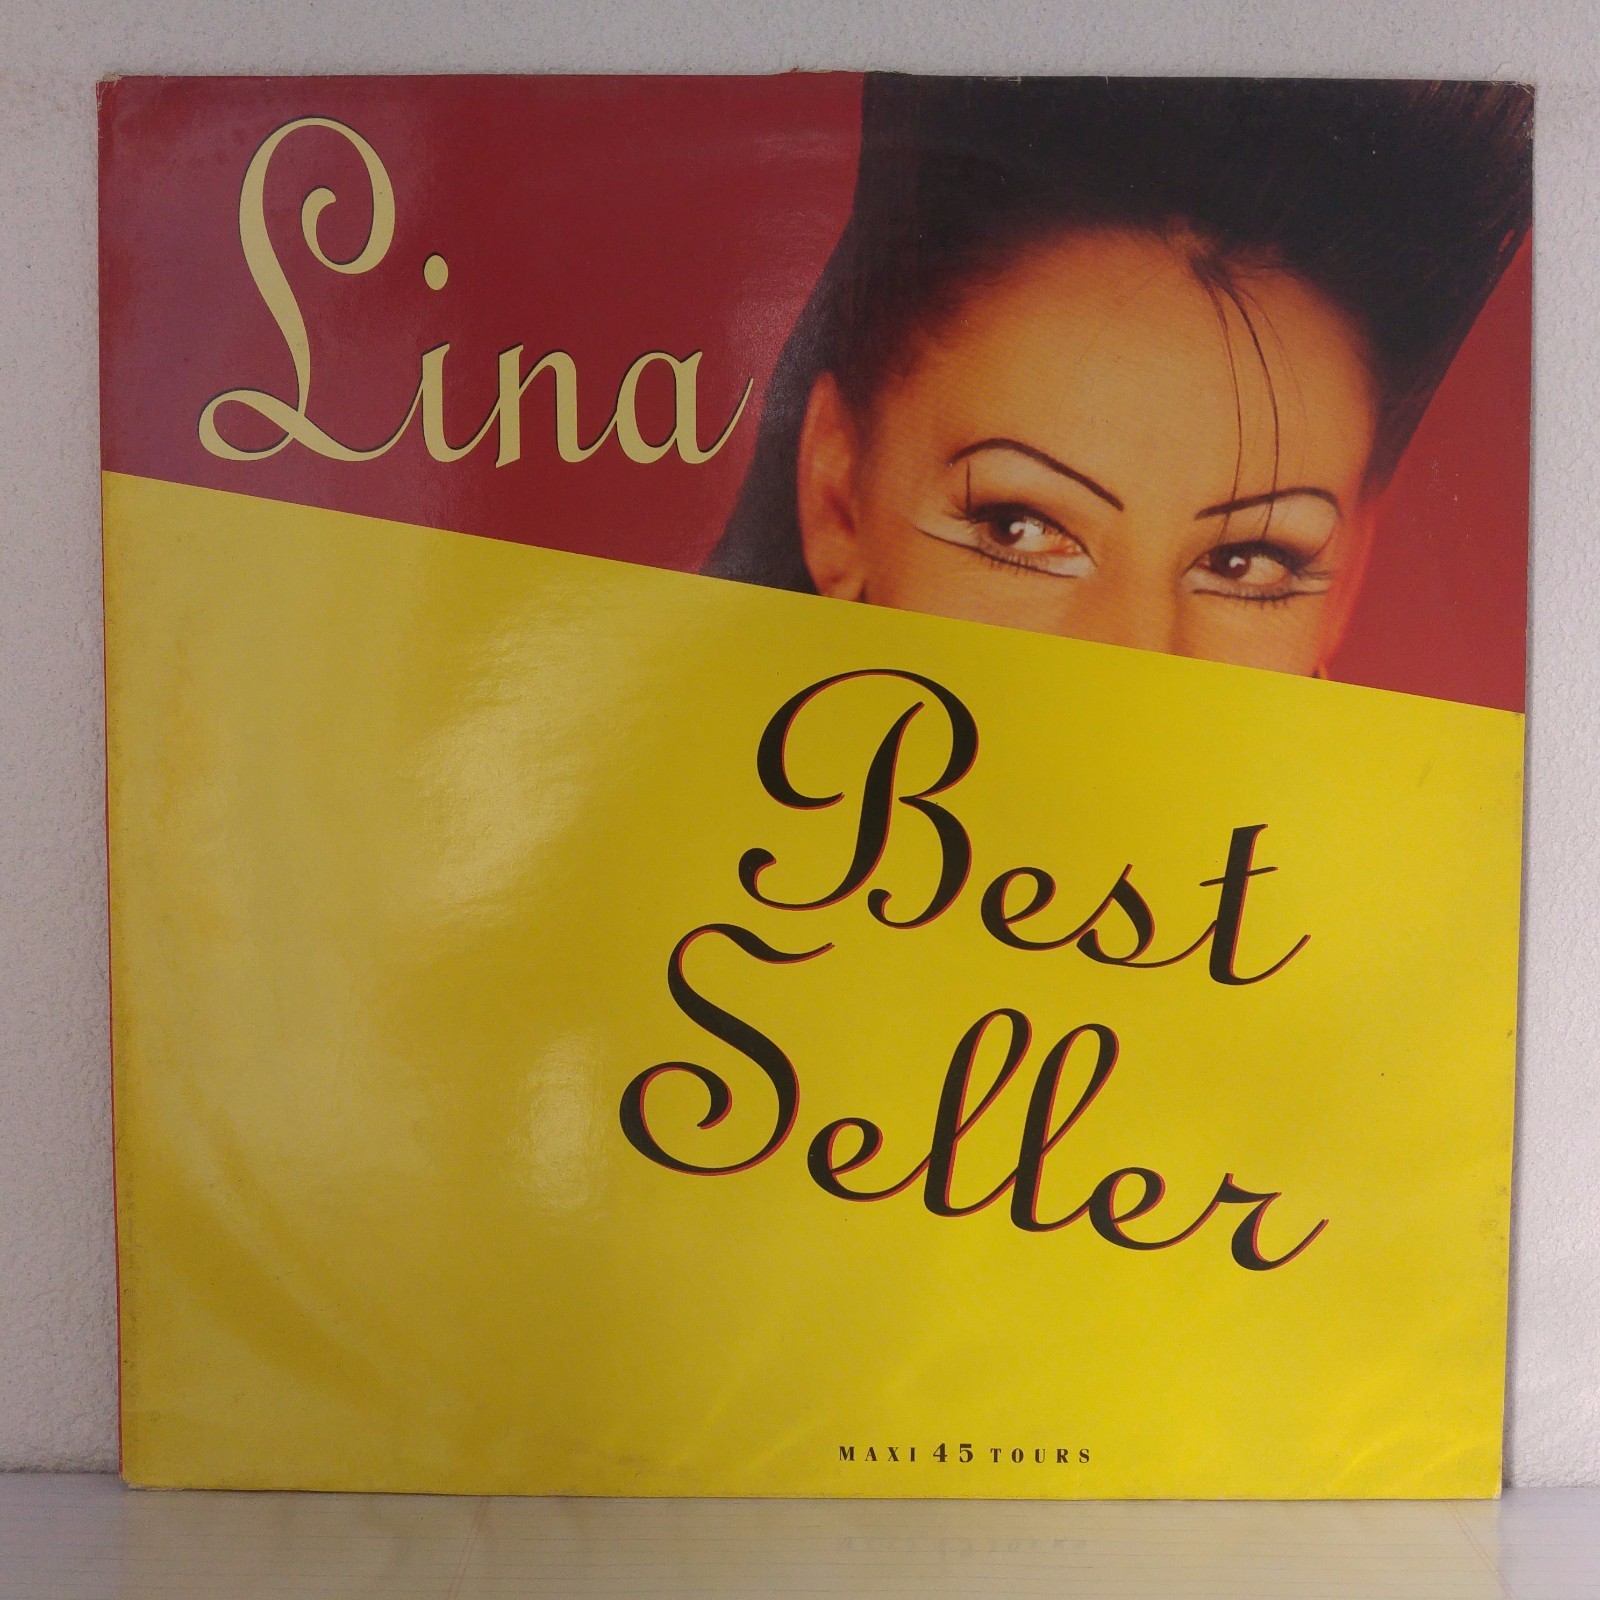 Lina
Best
Seller
MAXI 45 TOURS